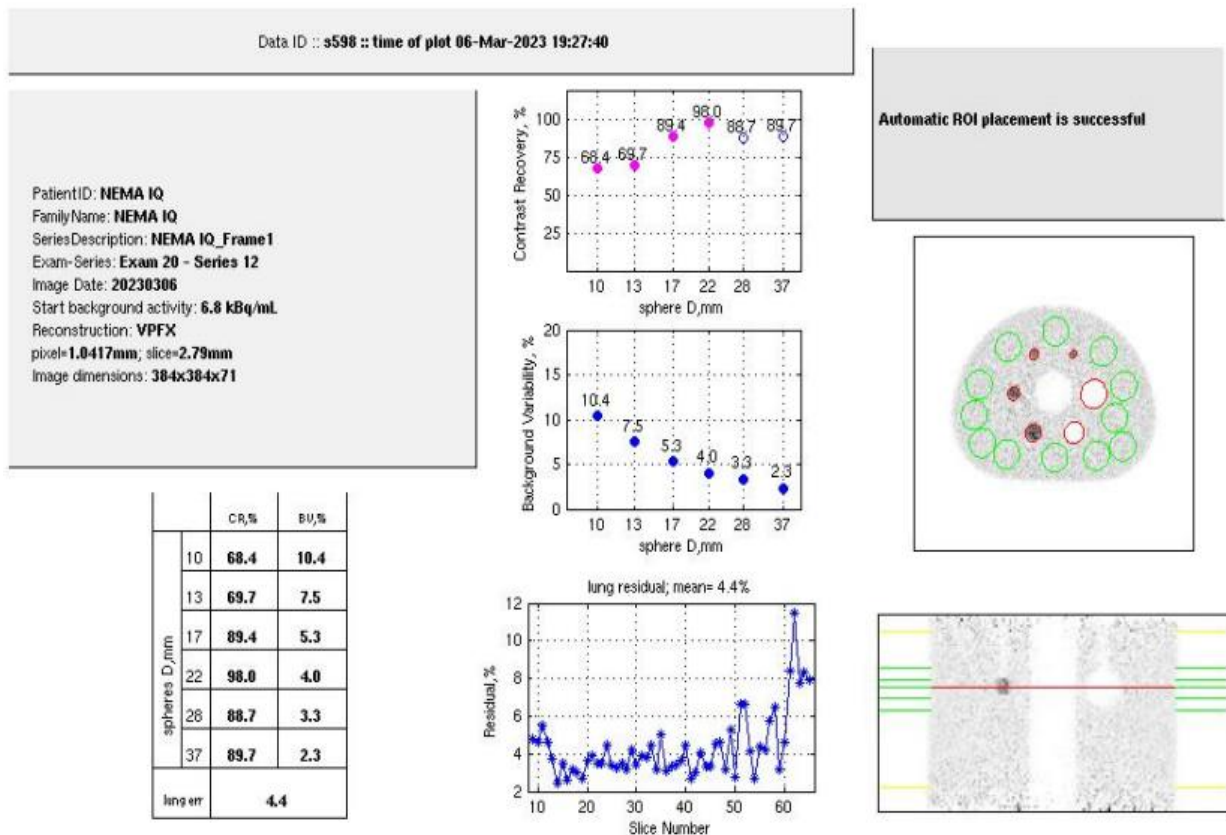 Data ID :: s598 :: time of plot 06-Mar-2023 19:27:40
Automatic ROI placement is successful
PatientID: NEMA IQ
FamilyName: NEMA IQ
SeriesDescription: NEMA IQ_Frame1
Exam-Series: Exam 20 - Series 12
Image Date: 20230306
Start background activity: 6.8 kBq/mL
Reconstruction: VPFX
pixel=1.0417mm; slice=2.79mm
Image dimensions: 384x384x71
Contrast Recovery, %
100
75
50
25
68.4 69.7 89.4 98.0 88.7 89.7
10 13 17 22 28 37
sphere D,mm
Background Variability, %
20
15
10
5
0
10.4 7.5 5.3 4.0 3.3 2.3
10 13 17 22 28 37
sphere D,mm
CR,% BV,%
spheres D,mm
10 68.4 10.4
13 69.7 7.5
17 89.4 5.3
22 98.0 4.0
28 88.7 3.3
37 89.7 2.3
lung err 4.4
lung residual; mean= 4.4%
Residual,%
12
10
8
6
4
2
10 20 30 40 50 60
Slice Number